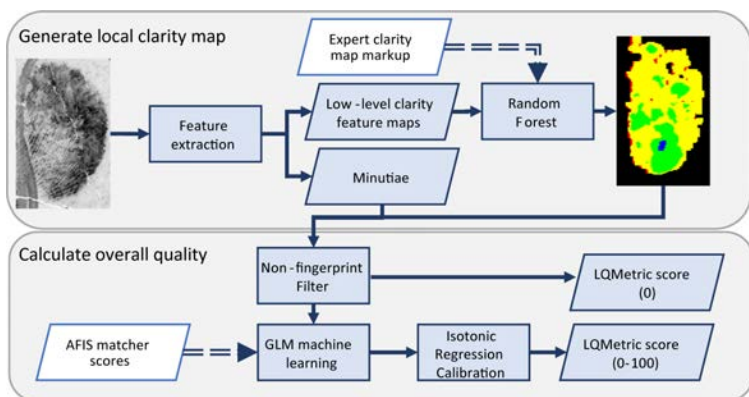 Generate local clarity map
Expert clarity
map markup
Feature
extraction
Low-level clarity
feature maps
Random
Forest
Minutiae
Calculate overall quality
Non-fingerprint
Filter
LQMetric score
(0)
AFIS matcher
scores
GLM machine
learning
Isotonic
Regression
Calibration
LQMetric score
(0-100)